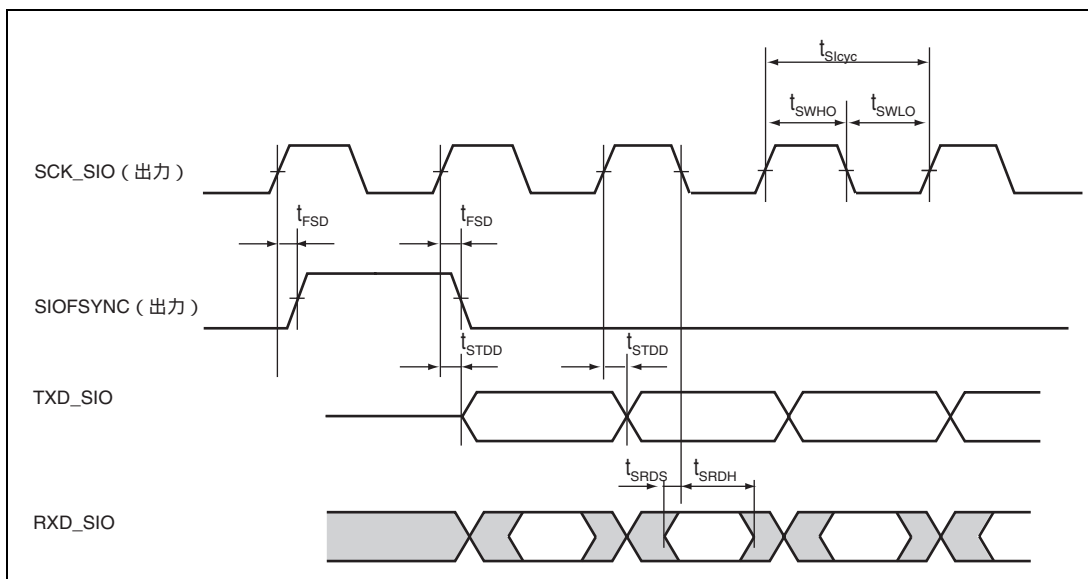 tSIcyc
tSWHO tSWLO
SCK_SIO（出力）
tFSD tFSD
SIOFSYNC（出力）
tSTDD tSTDD
TXD_SIO
tSRDS tSRDH
RXD_SIO